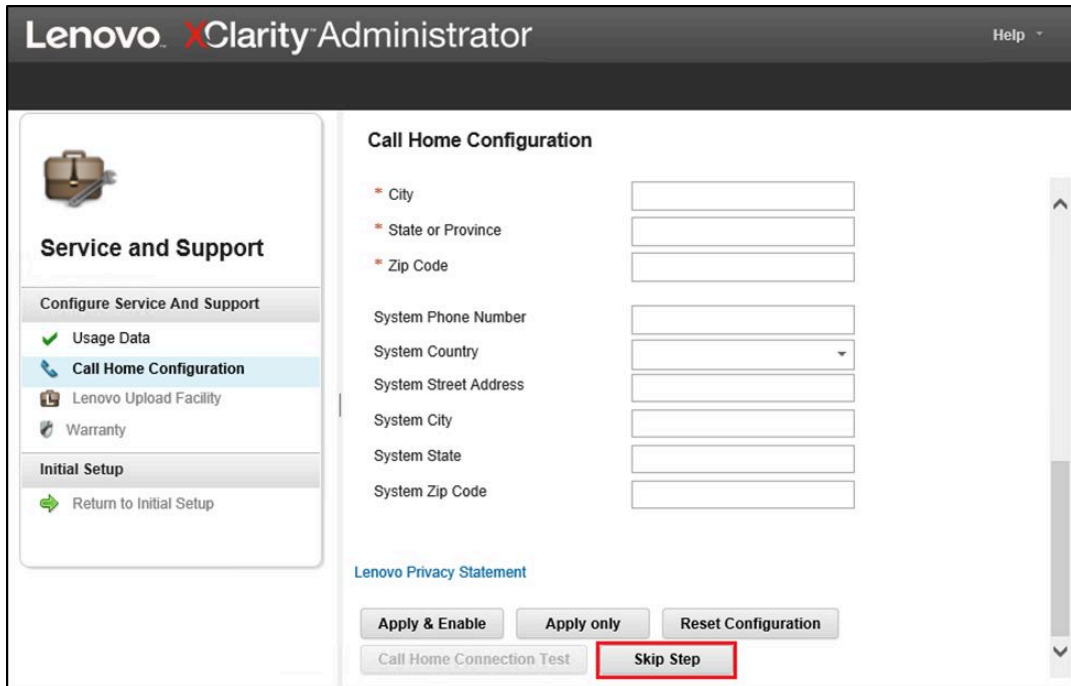 Lenovo XClarity Administrator
Help
Service and Support
Configure Service And Support
Usage Data
Call Home Configuration
Lenovo Upload Facility
Warranty
Initial Setup
Return to Initial Setup
Call Home Configuration
* City
* State or Province
* Zip Code
System Phone Number
System Country
System Street Address
System City
System State
System Zip Code
Lenovo Privacy Statement
Apply & Enable Apply only Reset Configuration
Call Home Connection Test Skip Step